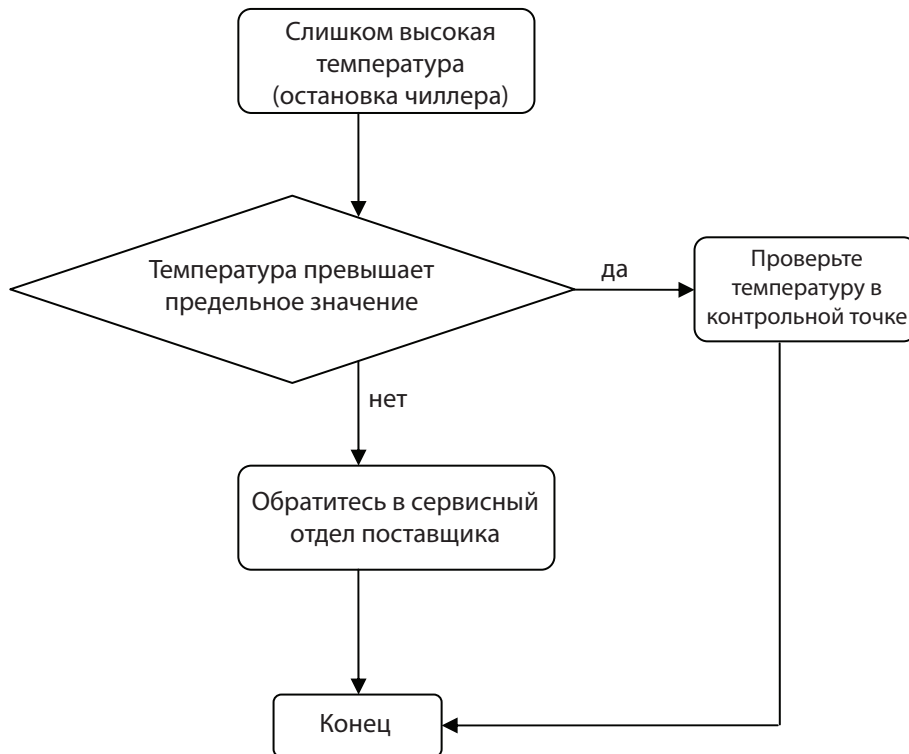 Слишком высокая
температура
(остановка чиллера)
Температура превышает
предельное значение
да
Проверьте
температуру в
контрольной точке
нет
Обратитесь в сервисный
отдел поставщика
Конец